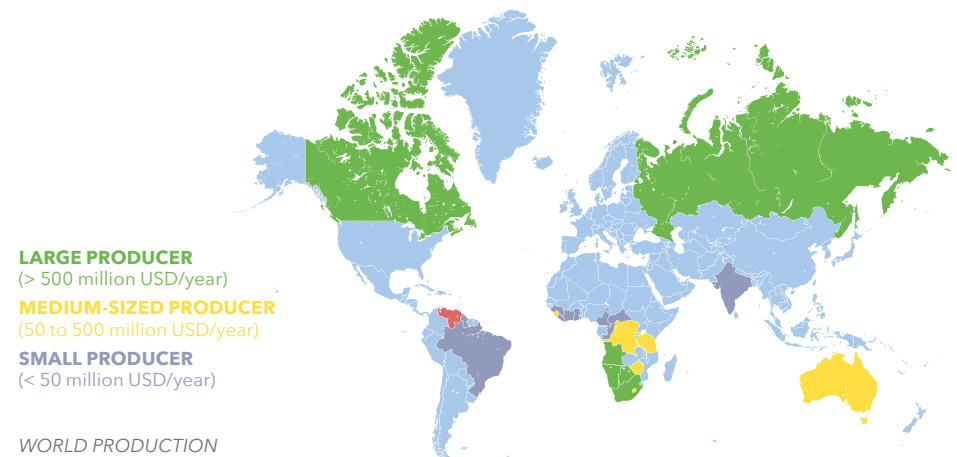 LARGE PRODUCER
(> 500 million USD/year)
MEDIUM-SIZED PRODUCER
(50 to 500 million USD/year)
SMALL PRODUCER
(< 50 million USD/year)
WORLD PRODUCTION